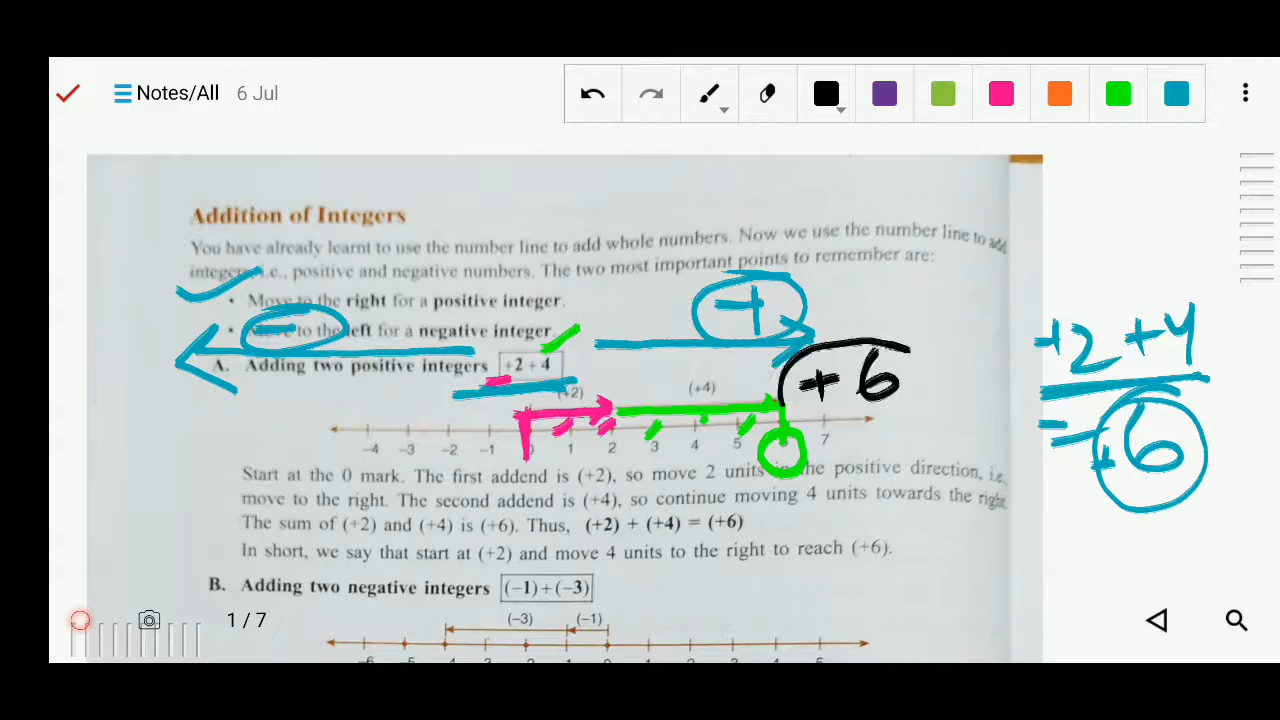 Notes/All 6 Jul
Addition of Integers
You have already learnt to use the number line to add whole numbers. Now we use the number line to add
integers, i.e., positive and negative numbers. The two most important points to remember are:
• Move to the right for a positive integer.
• to the left for a negative integer.
+
A. Adding two positive integers +2 + 4
+2 +4
= +6
+6
(+2) (+4)
-4 -3 -2 -1 0 1 2 3 4 5 7
Start at the 0 mark. The first addend is (+2), so move 2 units in the positive direction, i.e.
move to the right. The second addend is (+4), so continue moving 4 units towards the right
The sum of (+2) and (+4) is (+6). Thus, (+2) + (+4) = (+6)
In short, we say that start at (+2) and move 4 units to the right to reach (+6).
B. Adding two negative integers (−1)+(−3)
1 / 7
(−3) (−1)